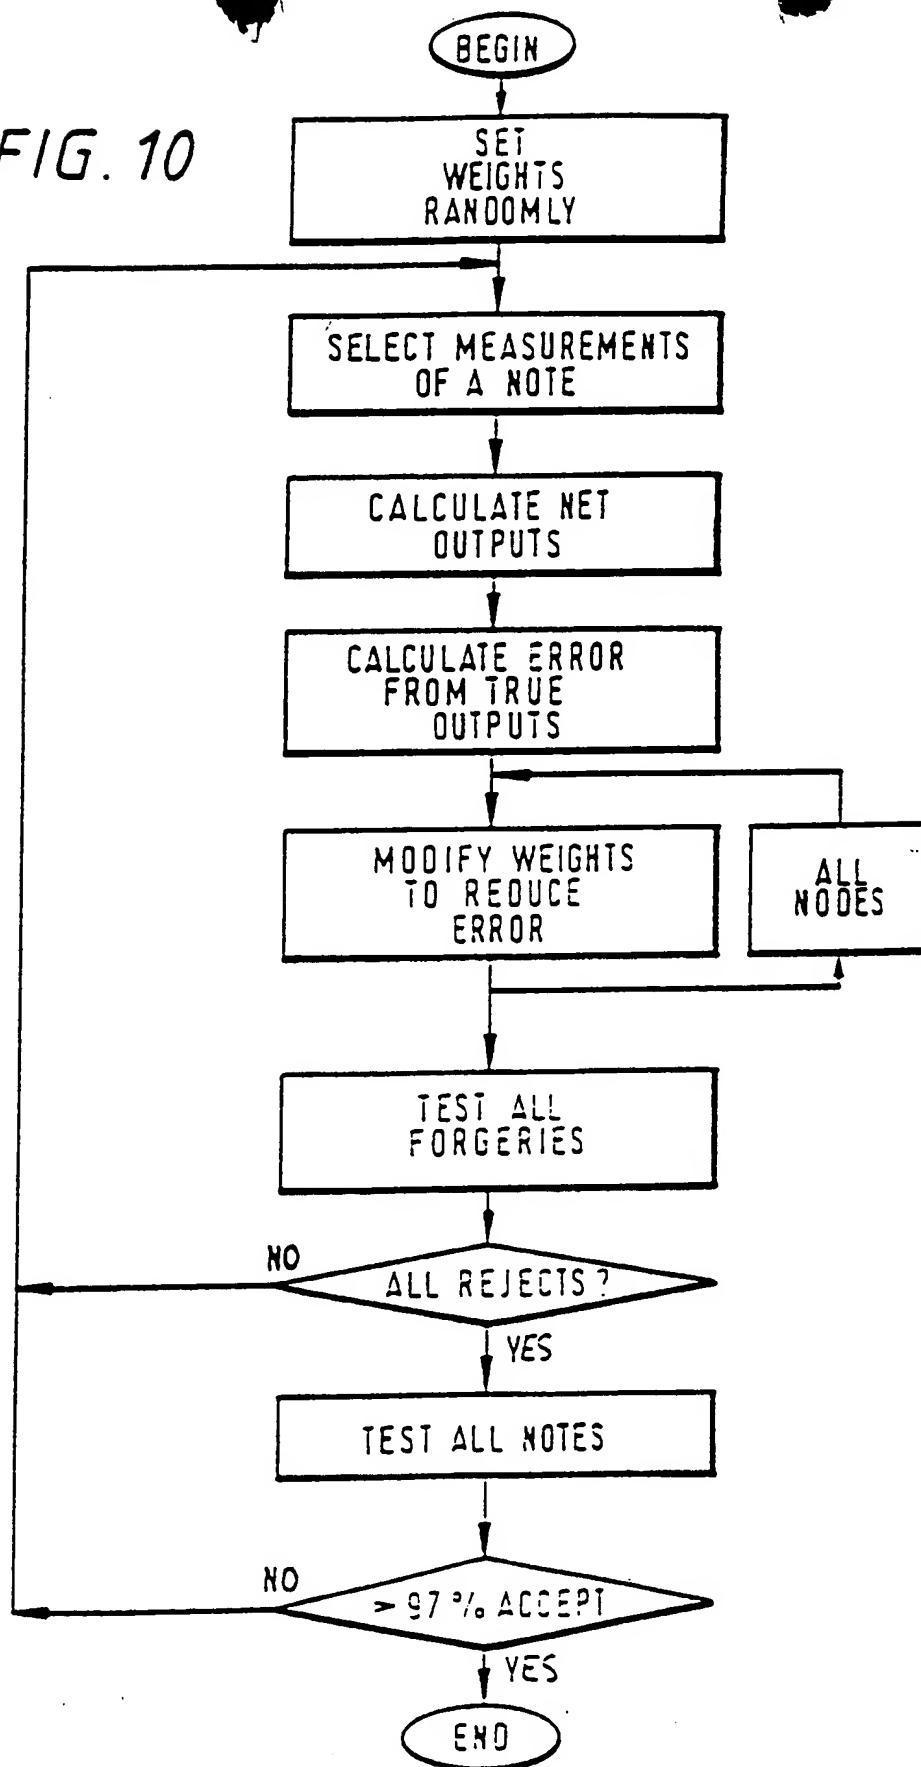 BEGIN
FIG. 10
SET
WEIGHTS
RANDOMLY
SELECT MEASUREMENTS
OF A NOTE
CALCULATE NET
OUTPUTS
CALCULATE ERROR
FROM TRUE
OUTPUTS
MODIFY WEIGHTS
TO REDUCE
ERROR
ALL
NODES
TEST ALL
FORGERIES
NO
ALL REJECTS?
YES
TEST ALL NOTES
NO
> 97% ACCEPT
YES
END